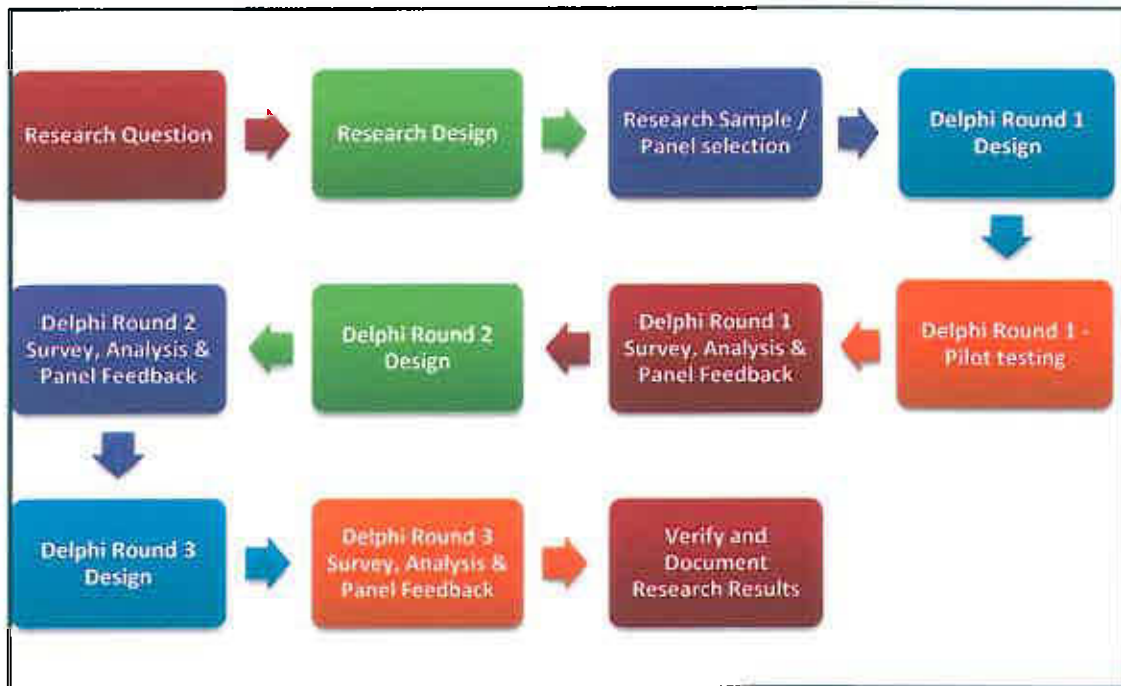 Research Question
Research Design
Research Sample /
Panel selection
Delphi Round 1
Design
Delphi Round 1 -
Pilot testing
Delphi Round 1
Survey, Analysis &
Panel Feedback
Delphi Round 2
Design
Delphi Round 2
Survey, Analysis &
Panel Feedback
Delphi Round 3
Design
Delphi Round 3
Survey, Analysis &
Panel Feedback
Verify and
Document
Research Results